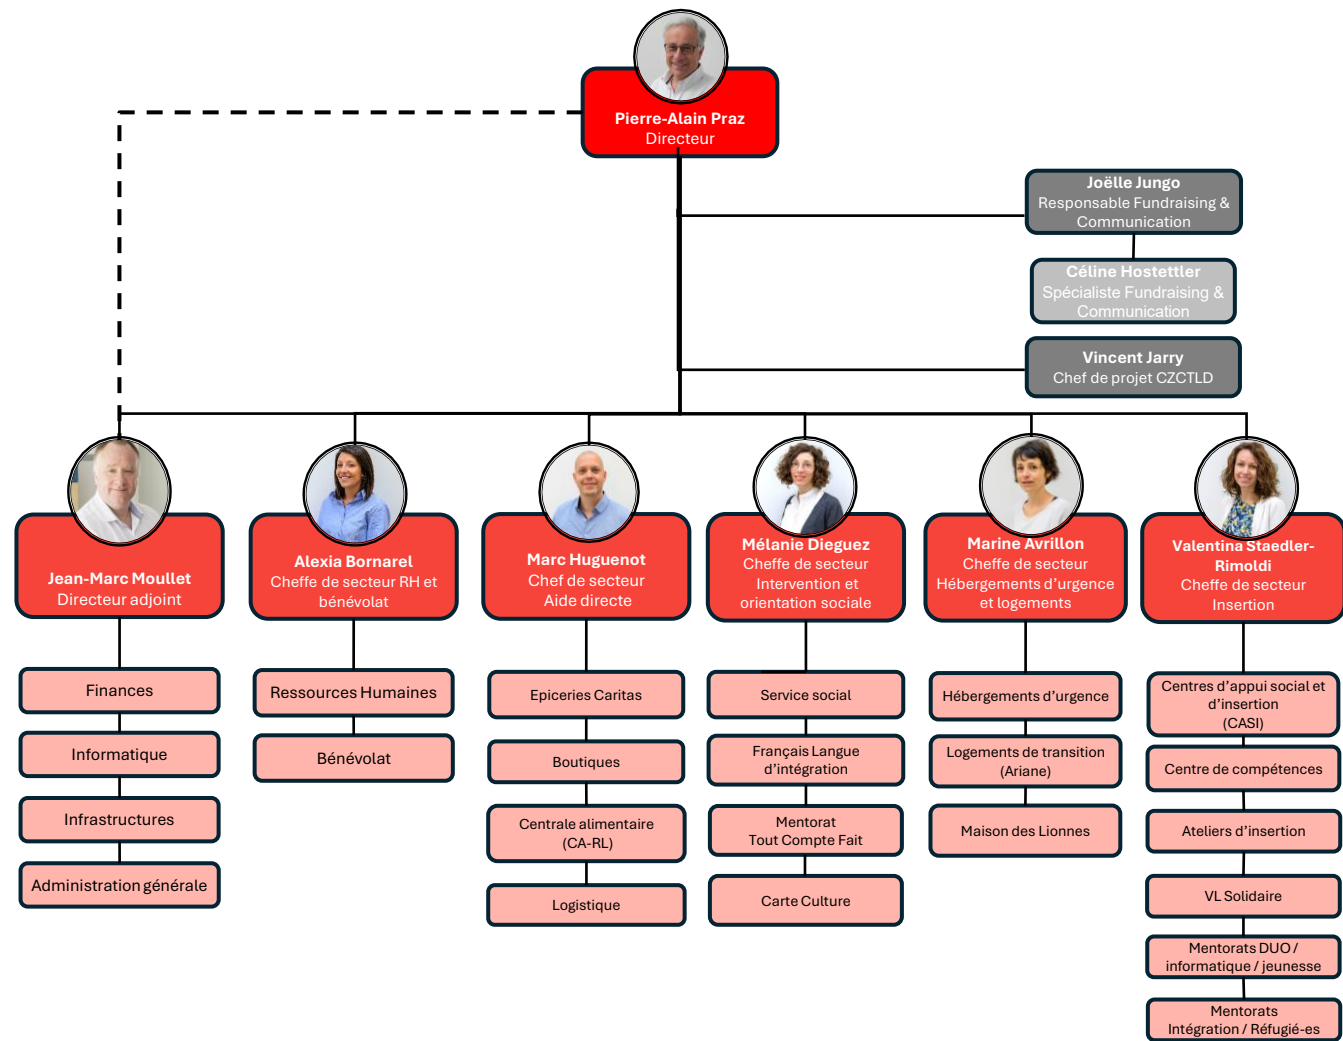 Pierre-Alain Praz
Directeur
Joëlle Jungo
Responsable Fundraising &
Communication
Céline Hostettler
Spécialiste Fundraising &
Communication
Vincent Jarry
Chef de projet CZCTLD
Jean-Marc Moullet
Directeur adjoint
Finances
Informatique
Infrastructures
Administration générale
Alexia Bornarel
Cheffe de secteur RH et
bénévolat
Ressources Humaines
Bénévolat
Marc Huguenot
Chef de secteur
Aide directe
Epiceries Caritas
Boutiques
Centrale alimentaire
(CA-RL)
Logistique
Mélanie Dieguez
Cheffe de secteur
Intervention et
orientation sociale
Service social
Français Langue
d'intégration
Mentorat
Tout Compte Fait
Carte Culture
Marine Avrillon
Cheffe de secteur
Hébergements d'urgence
et logements
Hébergements d'urgence
Logements de transition
(Ariane)
Maison des Lionnes
Valentina Staedler-
Rimoldi
Cheffe de secteur
Insertion
Centres d'appui social et
d'insertion
(CASI)
Centre de compétences
Ateliers d'insertion
VL Solidaire
Mentorats DUO /
informatique / jeunesse
Mentorats
Intégration / Réfugié-es